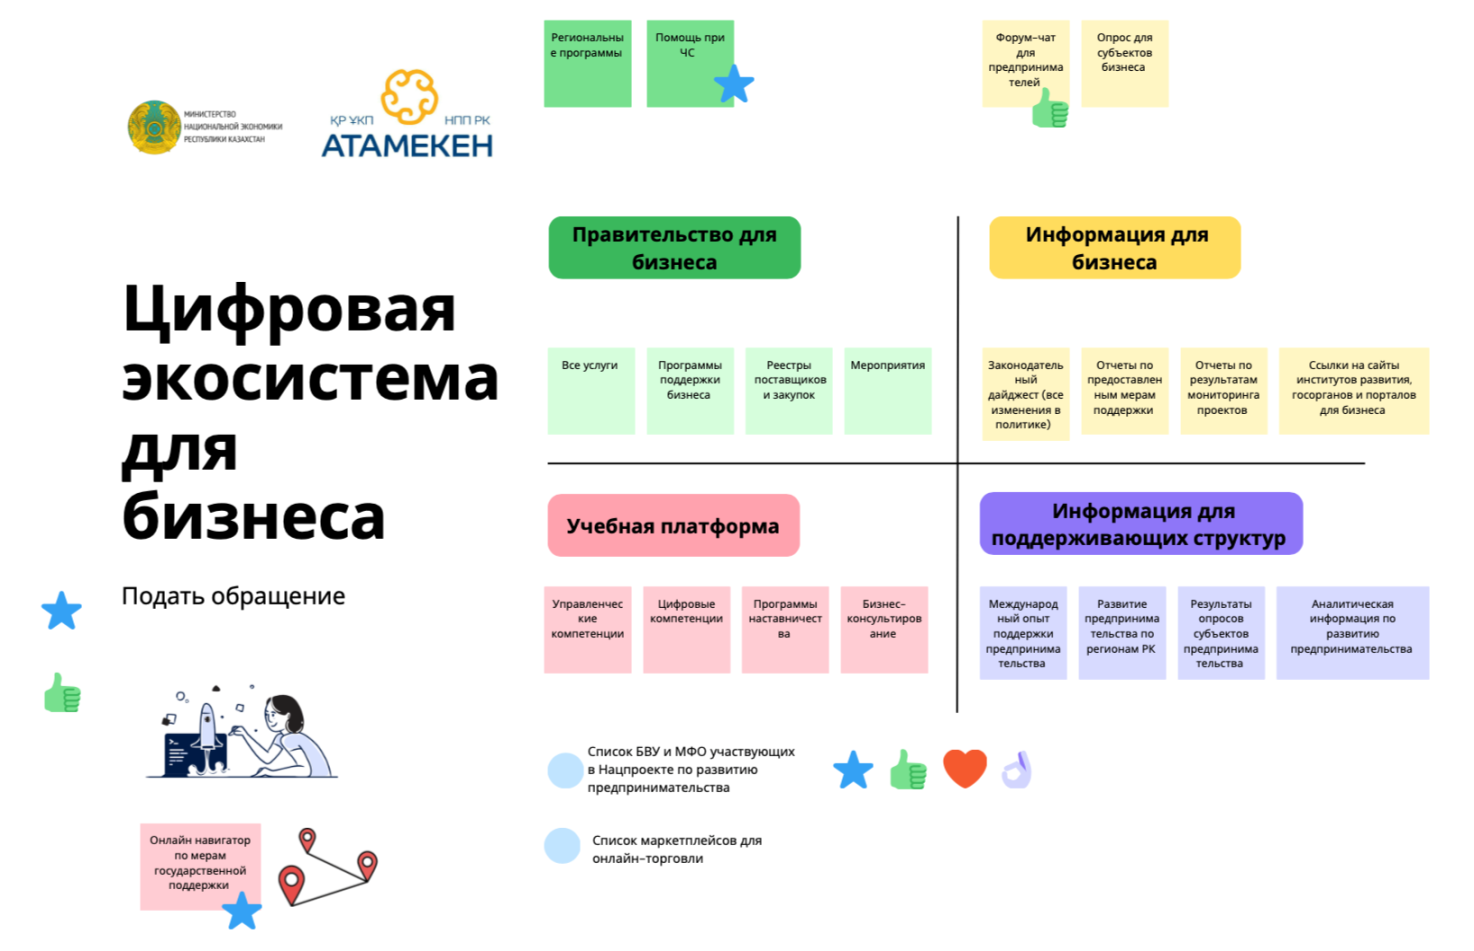 МИНИСТЕРСТВО
НАЦИОНАЛЬНОЙ ЭКОНОМИКИ
РЕСПУБЛИКИ КАЗАХСТАН
ҚР ҰКП
НПП РК
АТАМЕКЕН
Цифровая
экосистема
для
бизнеса
Подать обращение
Онлайн навигатор
по мерам
государственной
поддержки
Региональны
е программы
Помощь при
ЧС
Форум-чат
для
предпринима
телей
Опрос для
субъектов
бизнеса
Правительство для
бизнеса
Все услуги
Программы
поддержки
бизнеса
Реестры
поставщиков
и закупок
Мероприятия
Информация для
бизнеса
Законодатель
ный
дайджест (все
изменения в
политике)
Отчеты по
предоставлен
ным мерам
поддержки
Отчеты по
результатам
мониторинга
проектов
Ссылки на сайты
институтов развития,
госорганов и порталов
для бизнеса
Учебная платформа
Управленчес
кие
компетенции
Цифровые
компетенции
Программы
наставничест
ва
Бизнес-
консультиров
ание
Информация для
поддерживающих структур
Международ
ный опыт
поддержки
предпринима
тельства
Развитие
предпринима
тельства по
регионам РК
Результаты
опросов
субъектов
предпринима
тельства
Аналитическая
информация по
развитию
предпринимательства
Список БВУ и МФО участвующих
в Нацпроекте по развитию
предпринимательства
Список маркетплейсов для
онлайн-торговли